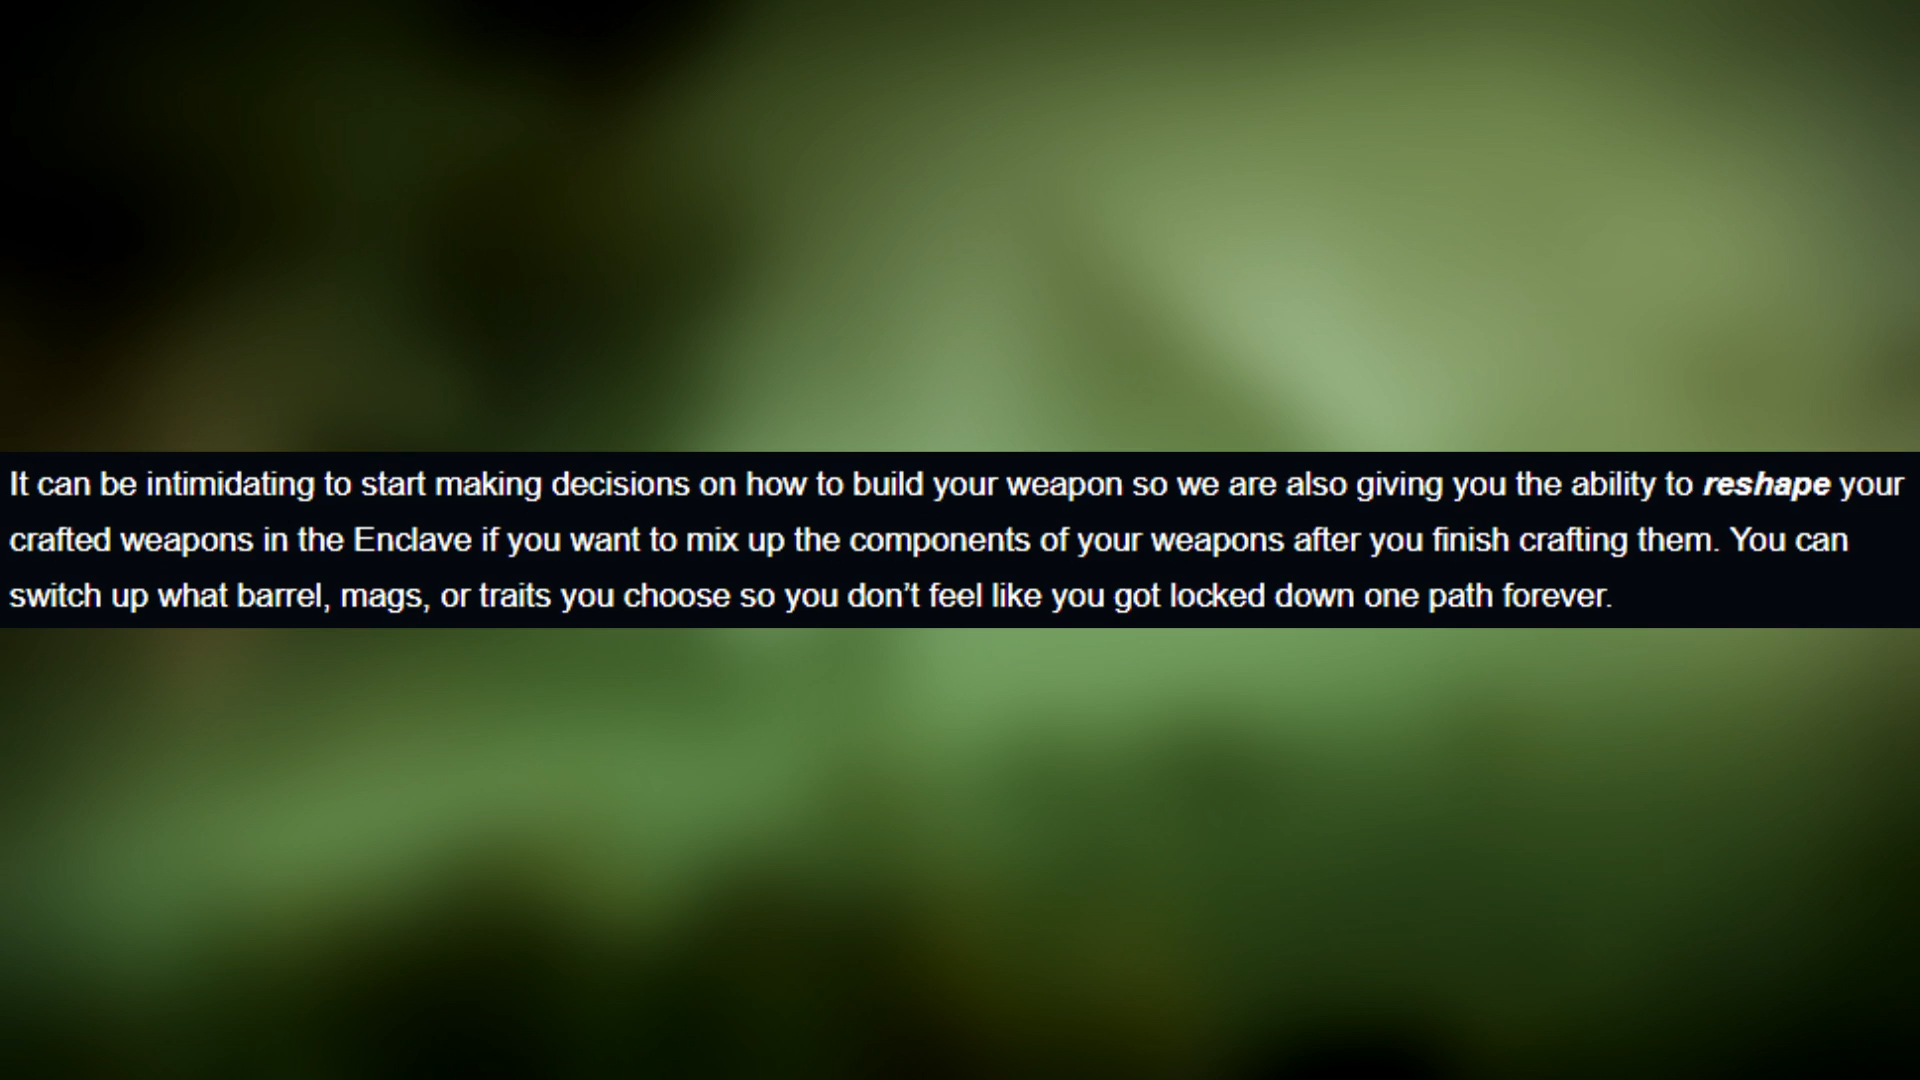 It can be intimidating to start making decisions on how to build your weapon so we are also giving you the ability to reshape your
crafted weapons in the Enclave if you want to mix up the components of your weapons after you finish crafting them. You can
switch up what barrel, mags, or traits you choose so you don’t feel like you got locked down one path forever.